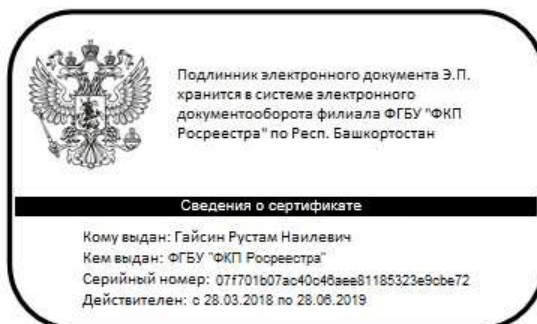 Подлинник электронного документа Э.П.
хранится в системе электронного
документооборота филиала ФГБУ "ФКП
Росреестра" по Респ. Башкортостан
Сведения о сертификате
Кому выдан: Гайсин Рустам Наилевич
Кем выдан: ФГБУ "ФКП Росреестра"
Серийный номер: 07f701b07ac40c46aee81185323e9cbe72
Действителен: с 28.03.2018 по 28.06.2019